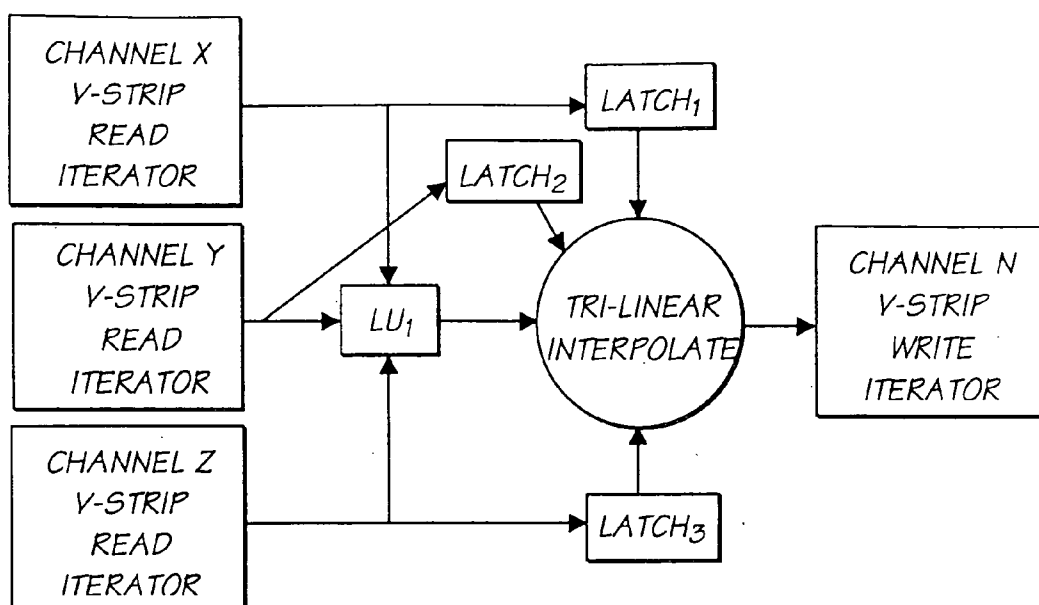 CHANNEL X
V-STRIP
READ
ITERATOR
LATCH1
LATCH2
CHANNEL Y
V-STRIP
READ
ITERATOR
LU1
TRI-LINEAR
INTERPOLATE
CHANNEL N
V-STRIP
WRITE
ITERATOR
CHANNEL Z
V-STRIP
READ
ITERATOR
LATCH3